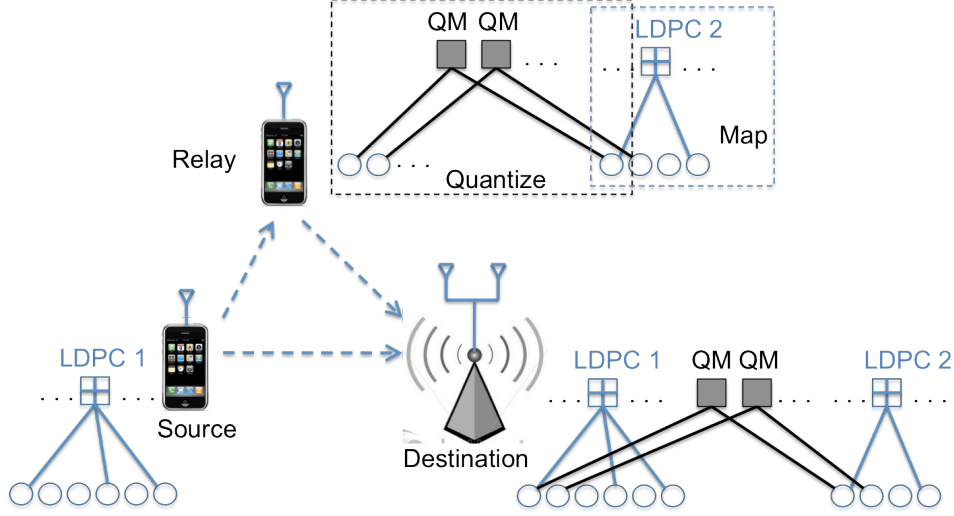 QM QM
LDPC 2
Relay
Map
Quantize
LDPC 1
Source
Destination
LDPC 1
QM QM
LDPC 2